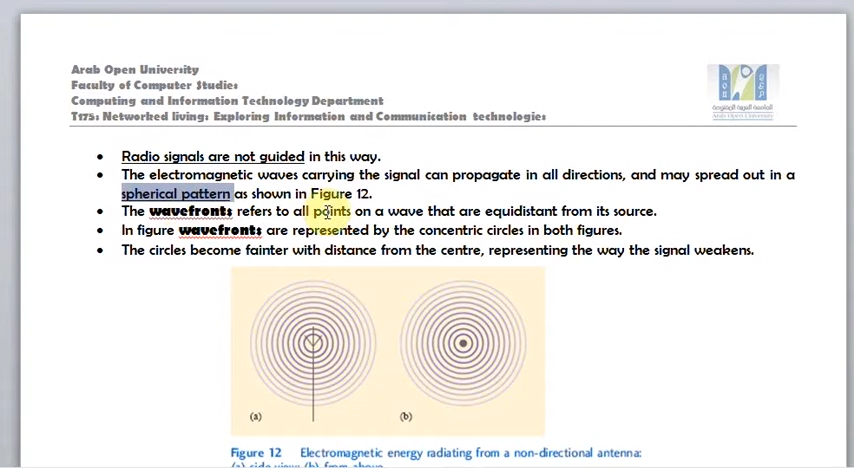 Arab Open University
Faculty of Computer Studies
Computing and Information Technology Department
T175: Networked living: Exploring Information and Communication technologies
Radio signals are not guided in this way.
The electromagnetic waves carrying the signal can propagate in all directions, and may spread out in a
spherical pattern as shown in Figure 12.
The wavefronts refers to all points on a wave that are equidistant from its source.
In figure wavefronts are represented by the concentric circles in both figures.
The circles become fainter with distance from the centre, representing the way the signal weakens.
(a) (b)
Figure 12 Electromagnetic energy radiating from a non-directional antenna:
(a) side view; (b) from above